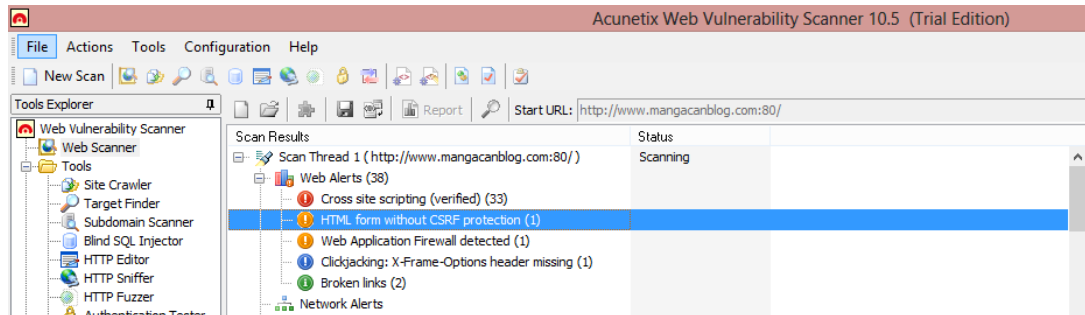 Acunetix Web Vulnerability Scanner 10.5 (Trial Edition)
File Actions Tools Configuration Help
New Scan
Tools Explorer
Report
Start URL: http://www.mangacanblog.com:80/
Web Vulnerability Scanner
Web Scanner
Tools
Site Crawler
Target Finder
Subdomain Scanner
Blind SQL Injector
HTTP Editor
HTTP Sniffer
HTTP Fuzzer
Authentication Tester
Scan Results Status
Scan Thread 1 ( http://www.mangacanblog.com:80/ ) Scanning
Web Alerts (38)
Cross site scripting (verified) (33)
HTML form without CSRF protection (1)
Web Application Firewall detected (1)
Clickjacking: X-Frame-Options header missing (1)
Broken links (2)
Network Alerts